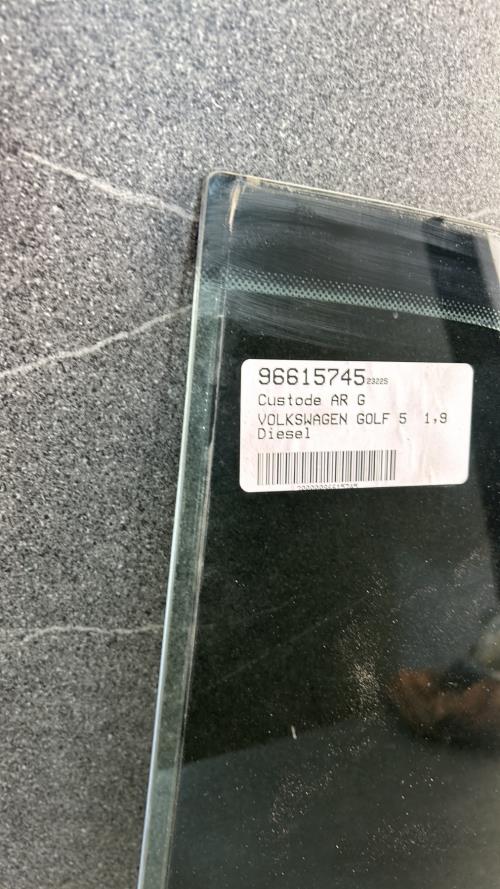 96615745 23225
Custode AR G
VOLKSWAGEN GOLF 5 1,9
Diesel